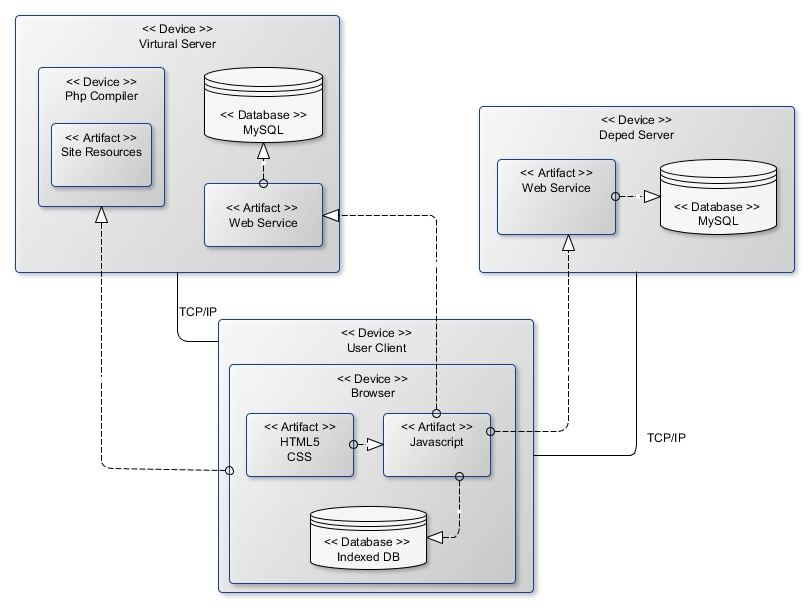 << Device >>
Virtural Server
<< Device >>
Php Compiler
<< Artifact >>
Site Resources
<< Database >>
MySQL
<< Artifact >>
Web Service
<< Device >>
Deped Server
<< Artifact >>
Web Service
<< Database >>
MySQL
TCP/IP
<< Device >>
User Client
<< Device >>
Browser
<< Artifact >>
HTML5
CSS
<< Artifact >>
Javascript
TCP/IP
<< Database >>
Indexed DB